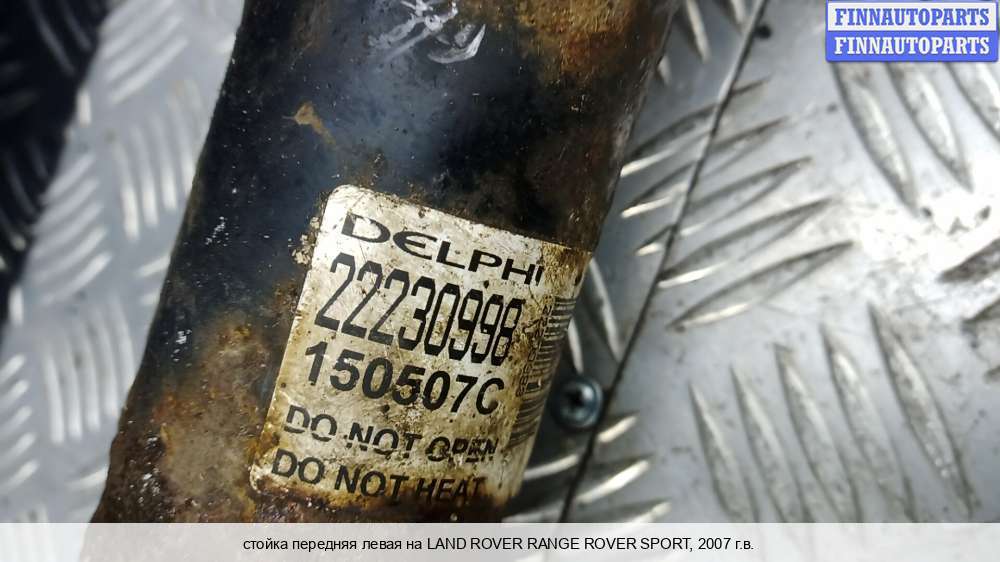 FINNAUTOPARTS
FINNAUTOPARTS
DELPHI
22230998
150507C
DO NOT OPEN
DO NOT HEAT
стойка передняя левая на LAND ROVER RANGE ROVER SPORT, 2007 г.в.